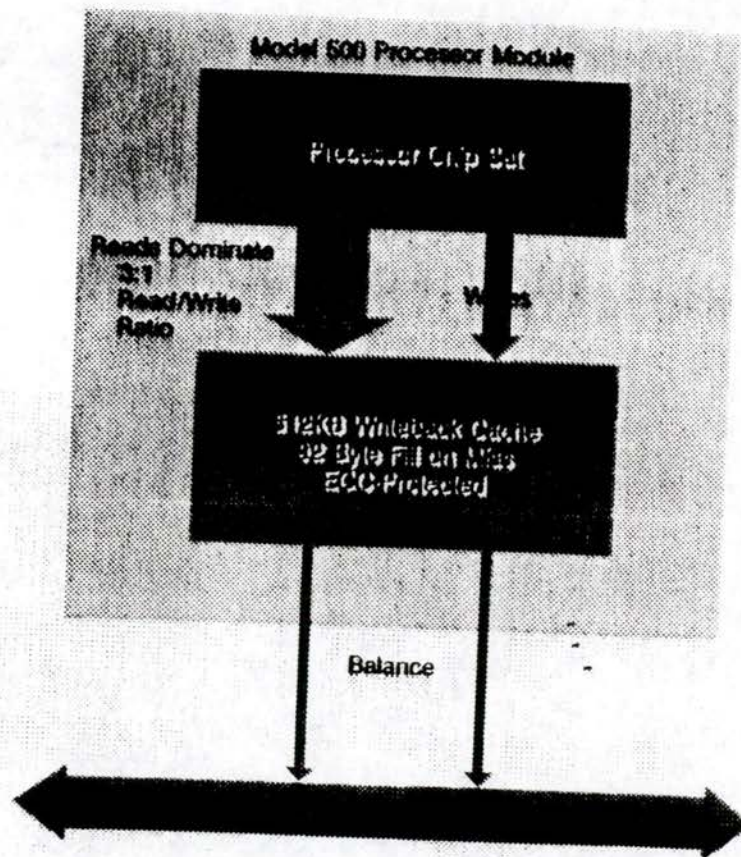 Model 500 Processor Module
Processor Chip Set
Reads Dominate
3:1
Read/Write
Ratio
Writes
512KB Writeback Cache
32 Byte Fill on Miss
ECC-Protected
Balance